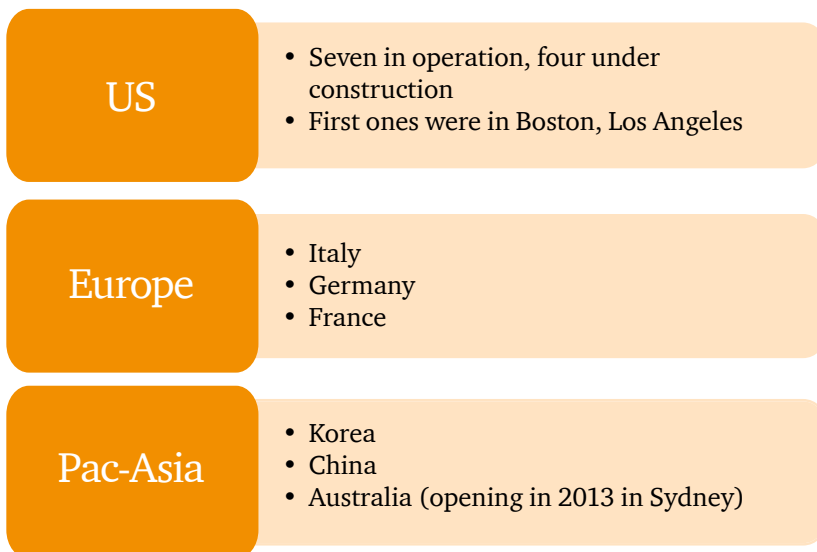 US
• Seven in operation, four under
construction
• First ones were in Boston, Los Angeles
Europe
• Italy
• Germany
• France
Pac-Asia
• Korea
• China
• Australia (opening in 2013 in Sydney)